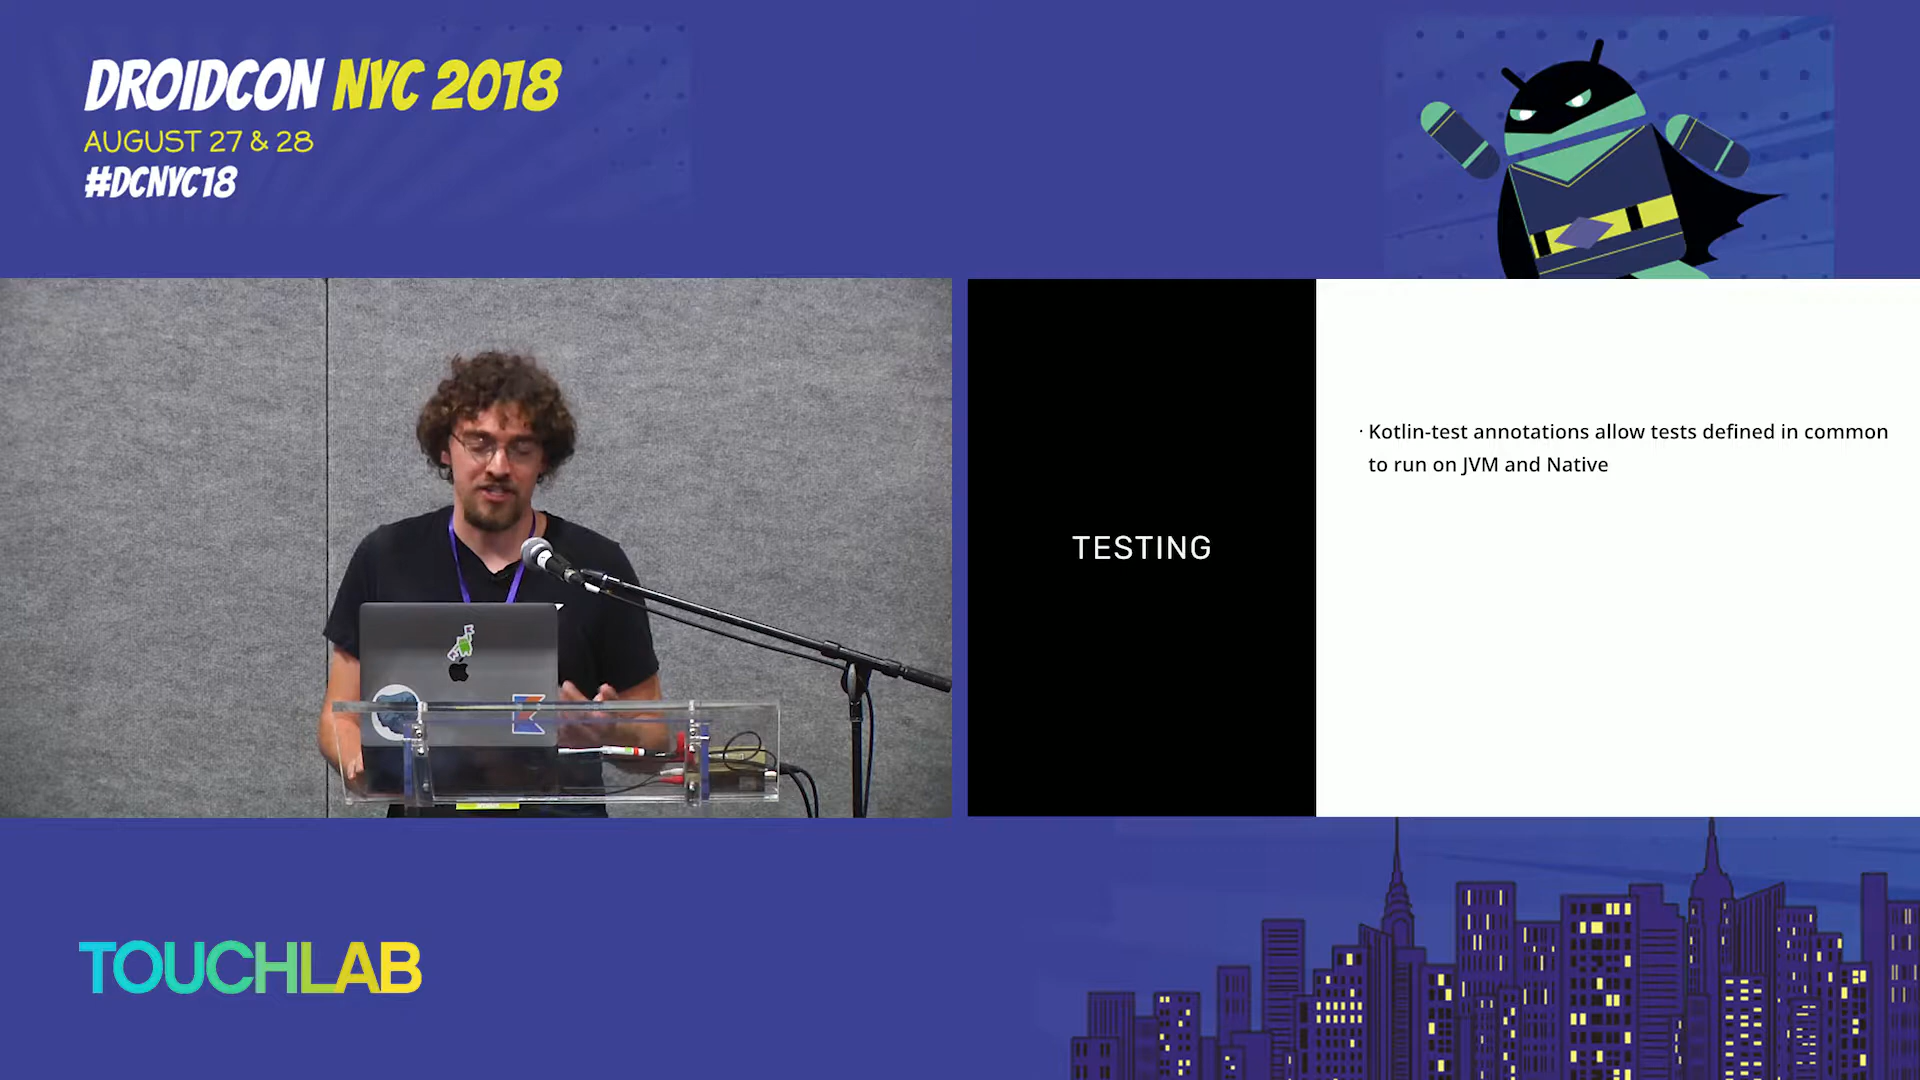 DROIDCON NYC 2018
AUGUST 27 & 28
#DCNYC18
TESTING
· Kotlin-test annotations allow tests defined in common
to run on JVM and Native
TOUCHLAB